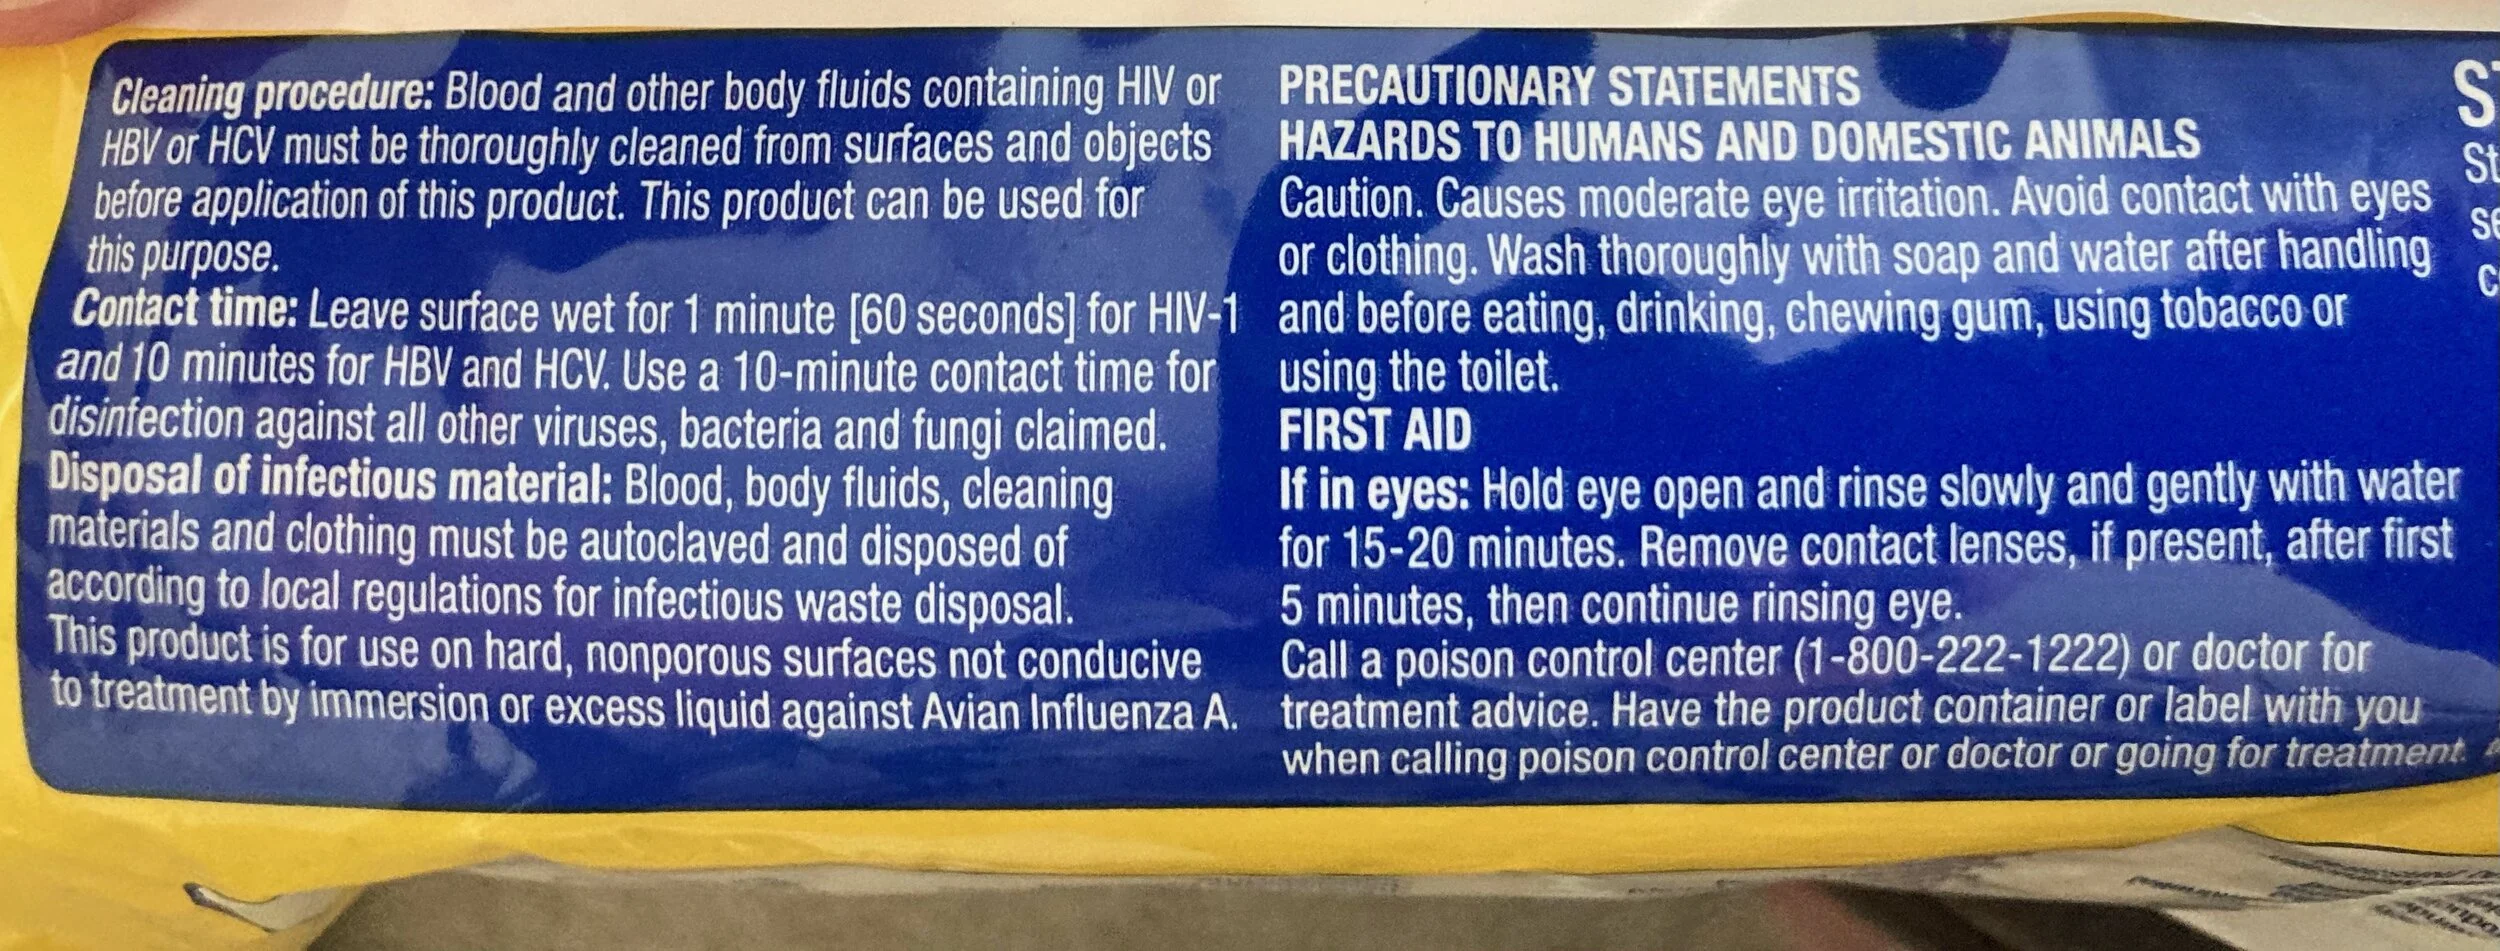 Cleaning procedure: Blood and other body fluids containing HIV or
HBV or HCV must be thoroughly cleaned from surfaces and objects
before application of this product. This product can be used for
this purpose.
Contact time: Leave surface wet for 1 minute [60 seconds] for HIV-1
and 10 minutes for HBV and HCV. Use a 10-minute contact time for
disinfection against all other viruses, bacteria and fungi claimed.
Disposal of infectious material: Blood, body fluids, cleaning
materials and clothing must be autoclaved and disposed of
according to local regulations for infectious waste disposal.
This product is for use on hard, nonporous surfaces not conducive
to treatment by immersion or excess liquid against Avian Influenza A.
PRECAUTIONARY STATEMENTS
HAZARDS TO HUMANS AND DOMESTIC ANIMALS
Caution. Causes moderate eye irritation. Avoid contact with eyes
or clothing. Wash thoroughly with soap and water after handling
and before eating, drinking, chewing gum, using tobacco or
using the toilet.
FIRST AID
If in eyes: Hold eye open and rinse slowly and gently with water
for 15-20 minutes. Remove contact lenses, if present, after first
5 minutes, then continue rinsing eye.
Call a poison control center (1-800-222-1222) or doctor for
treatment advice. Have the product container or label with you
when calling poison control center or doctor or going for treatment.